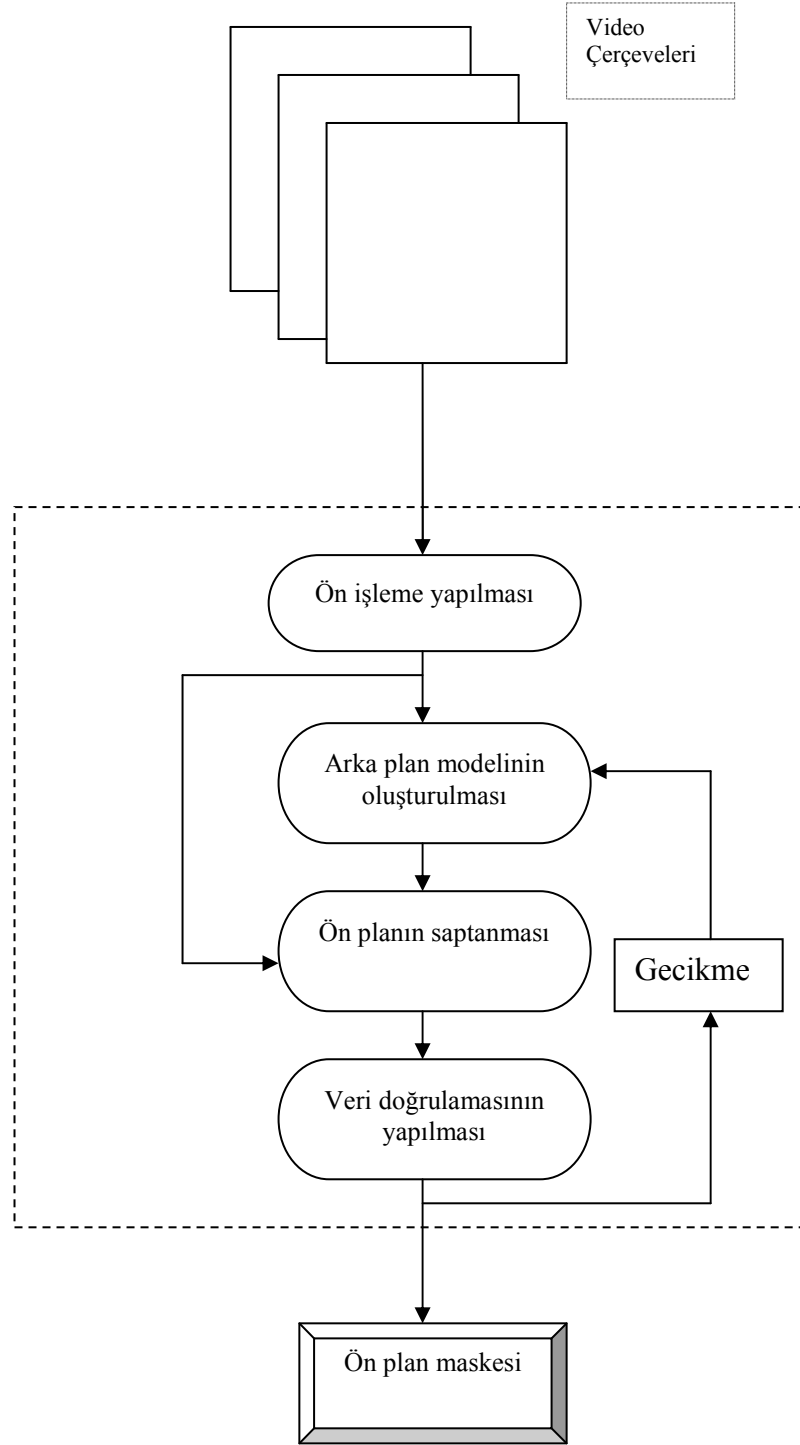 Video
Çerçeveleri
Ön işleme yapılması
Arka plan modelinin
oluşturulması
Ön planın saptanması
Gecikme
Veri doğrulamasının
yapılması
Ön plan maskesi